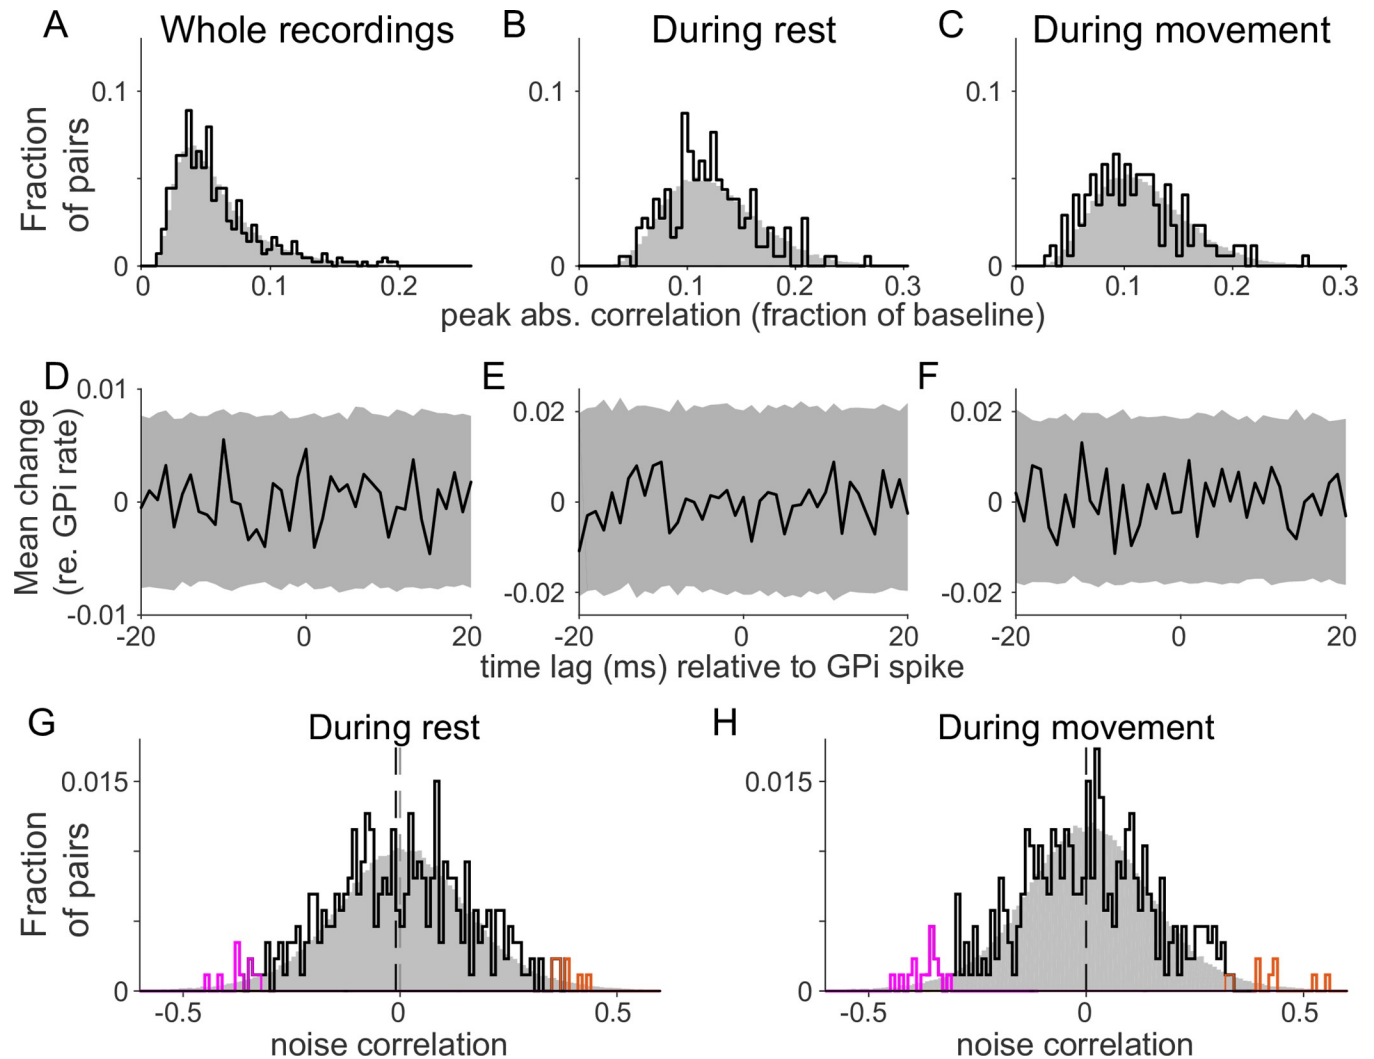 A Whole recordings
B During rest
C During movement
Fraction
of pairs
0.1
0
0 0.1 0.2
0.1
0
0 0.1 0.2 0.3
0.1
0
0 0.1 0.2 0.3
peak abs. correlation (fraction of baseline)
D
E
F
Mean change
(re. GPi rate)
0.01
0
-0.01
-20 0 20
0.02
0
-0.02
-20 0 20
0.02
0
-0.02
-20 0 20
time lag (ms) relative to GPi spike
G During rest
H During movement
Fraction
of pairs
0.015
0
-0.5 0 0.5
noise correlation
0.015
0
-0.5 0 0.5
noise correlation